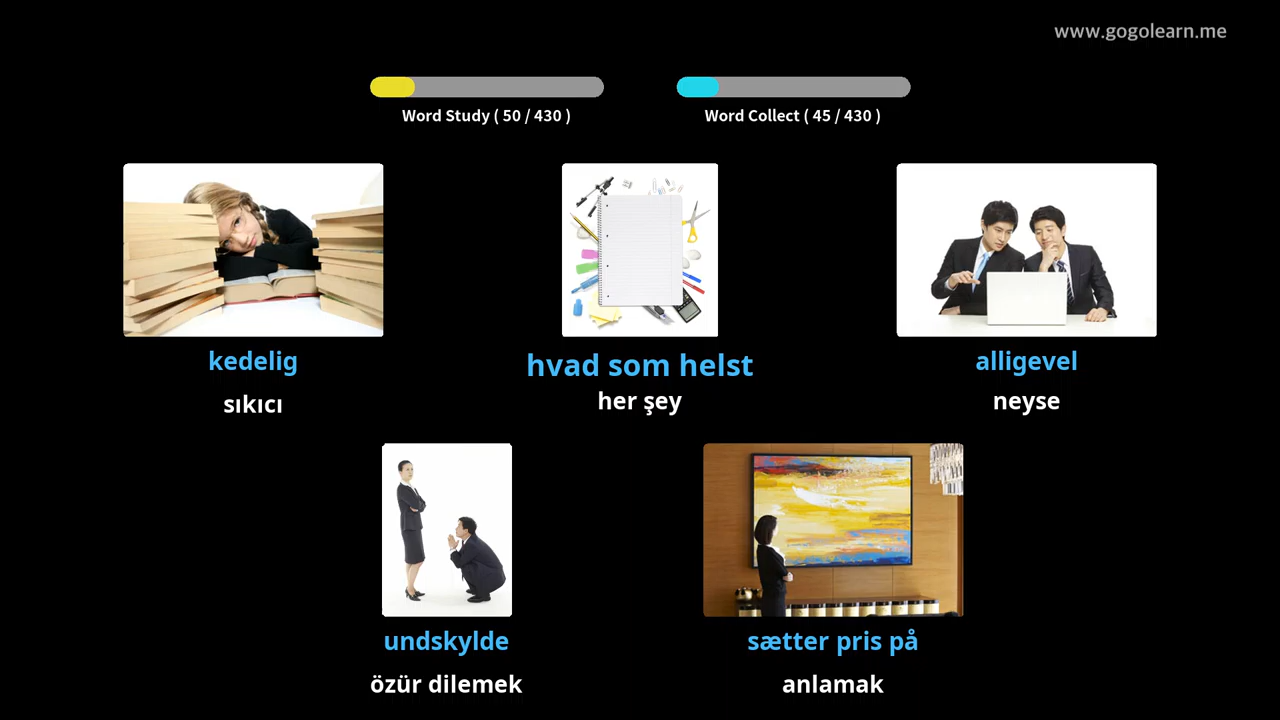 www.gogolearn.me
Word Study ( 50 / 430 )
Word Collect ( 45 / 430 )
kedelig
sıkıcı
hvad som helst
her şey
alligevel
neyse
undskylde
özür dilemek
sætter pris på
anlamak